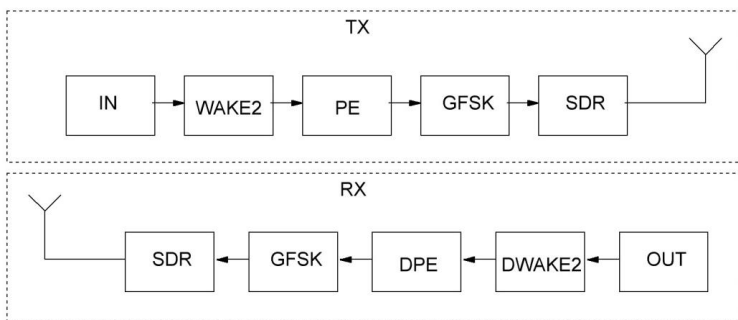 TX
IN WAKE2 PE GFSK SDR
RX
SDR GFSK DPE DWAKE2 OUT